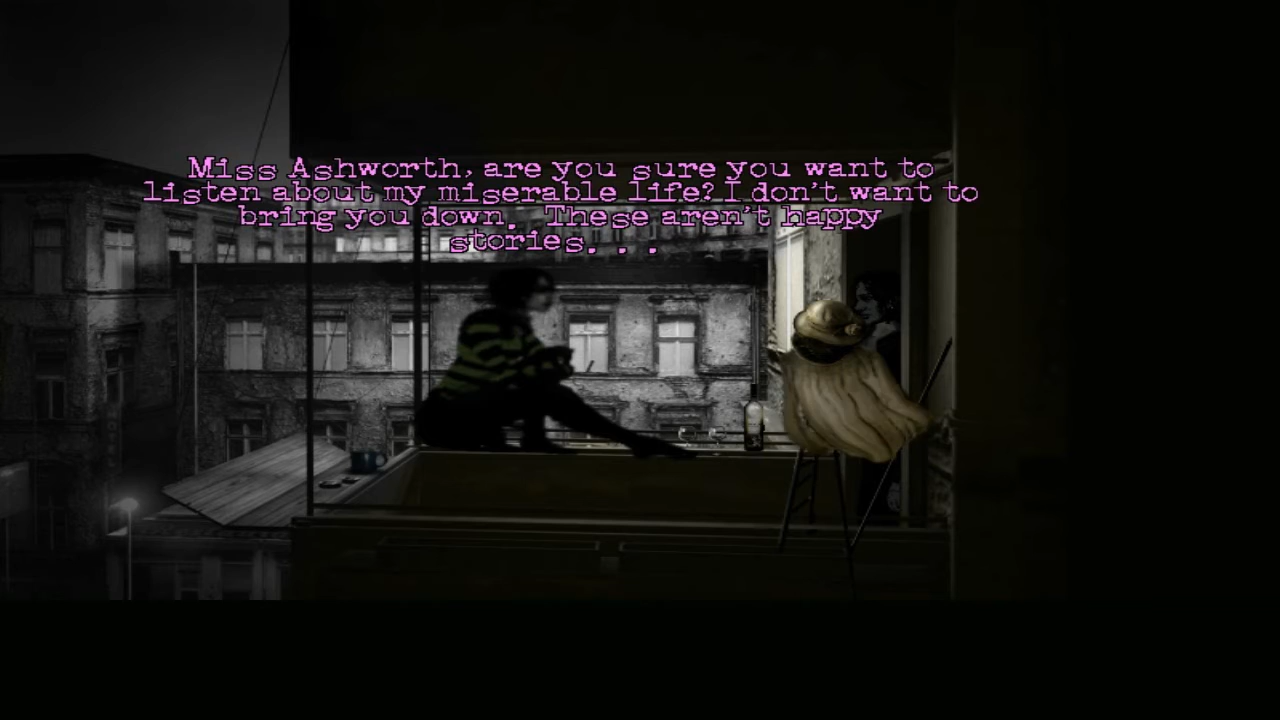 Miss Ashworth, are you sure you want to
listen about my miserable life? I don't want to
bring you down.  These aren't happy
stories. . .